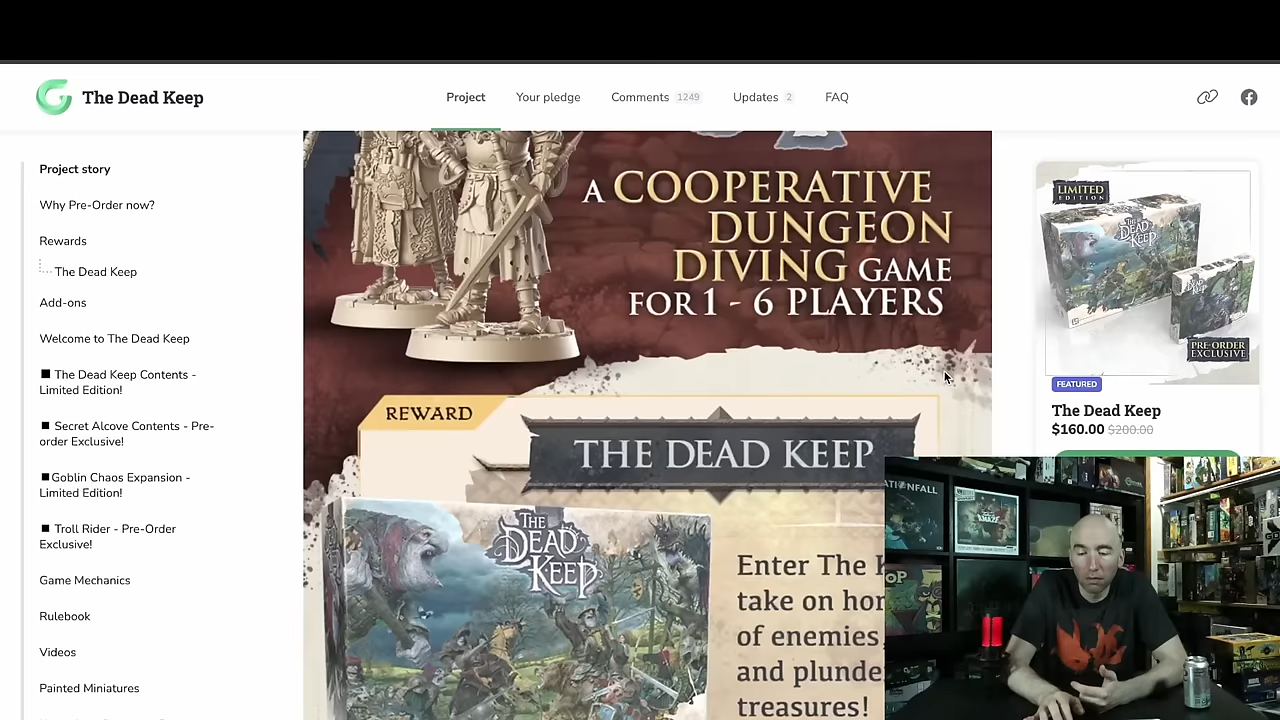 The Dead Keep
Project
Your pledge
Comments 1249
Updates 2
FAQ
Project story
Why Pre-Order now?
Rewards
The Dead Keep
Add-ons
Welcome to The Dead Keep
The Dead Keep Contents -
Limited Edition!
Secret Alcove Contents - Pre-
order Exclusive!
Goblin Chaos Expansion -
Limited Edition!
Troll Rider - Pre-Order
Exclusive!
Game Mechanics
Rulebook
Videos
Painted Miniatures
A COOPERATIVE
DUNGEON
DIVING GAME
FOR 1 - 6 PLAYERS
REWARD
THE DEAD KEEP
THE
DEAD
KEEP
Enter The K
take on hor
of enemies
and plunde
treasures!
LIMITED
EDITION
THE
DEAD
KEEP
PRE-ORDER
EXCLUSIVE
FEATURED
The Dead Keep
$160.00 $200.00